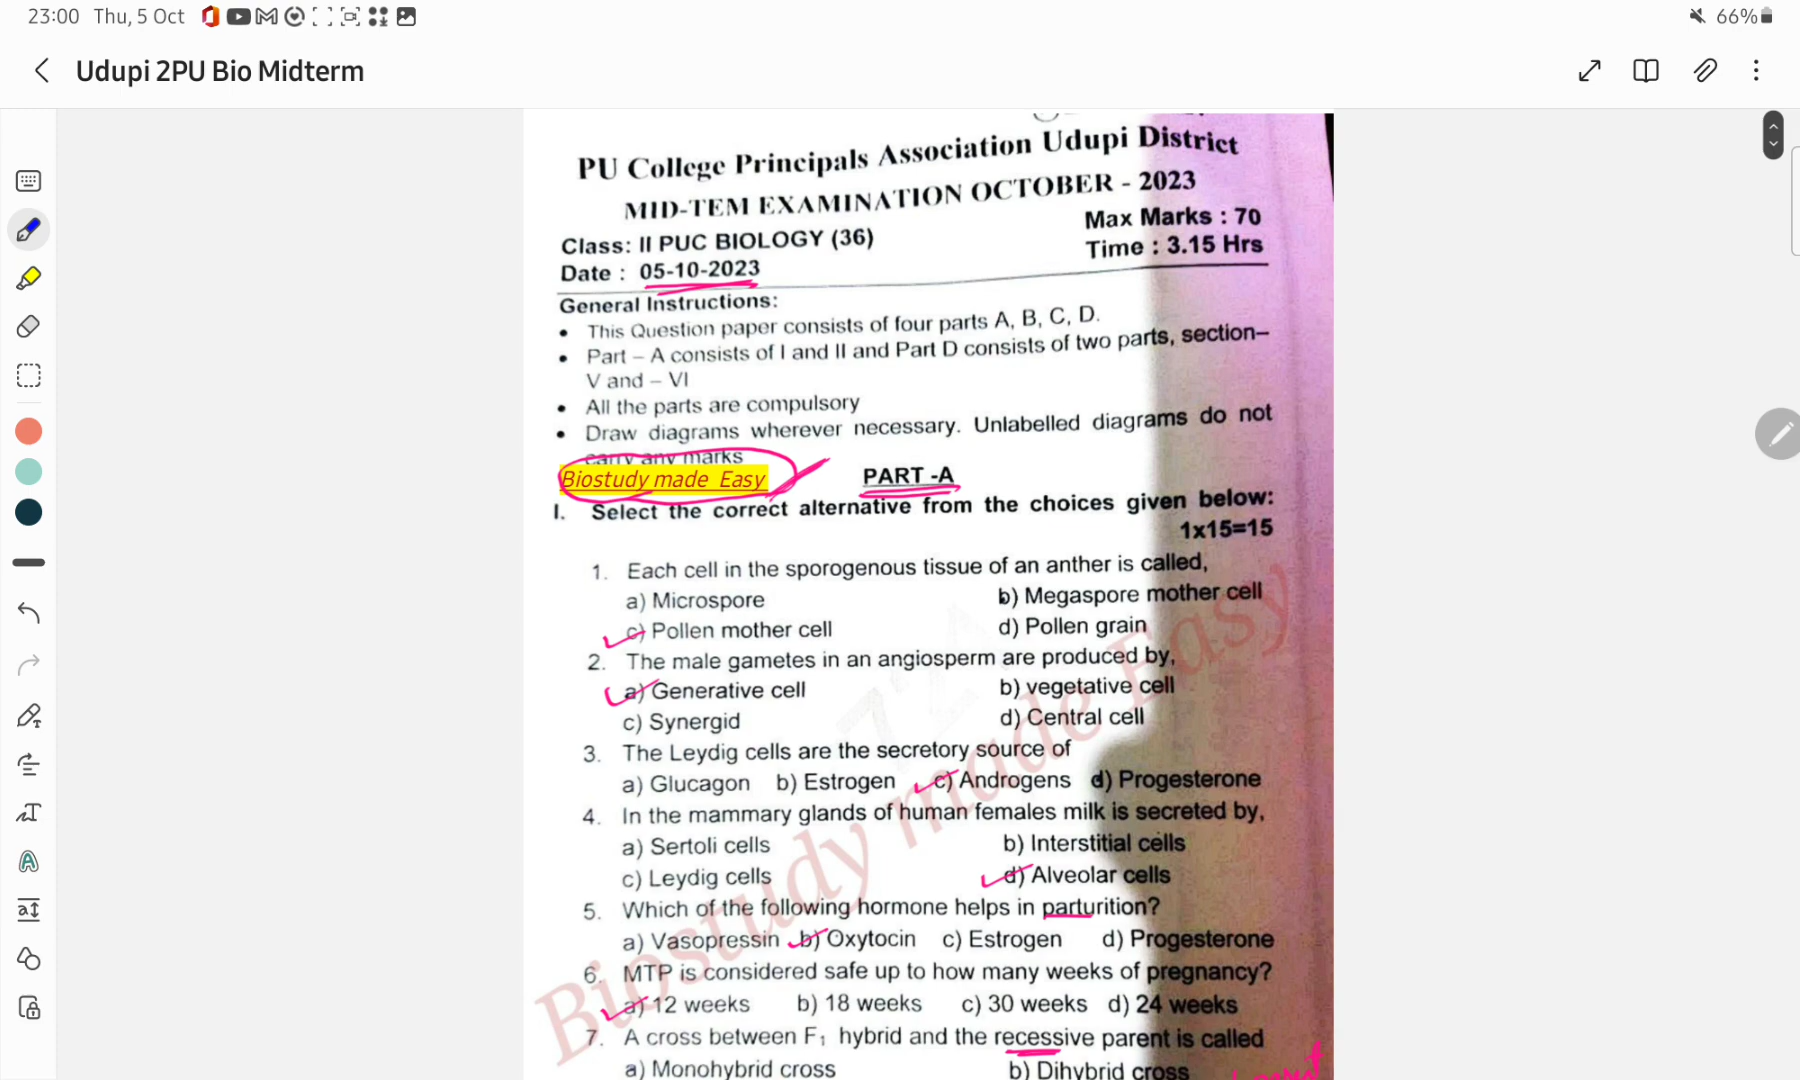 23:00 Thu, 5 Oct
66%
Udupi 2PU Bio Midterm
PU College Principals Association Udupi District
MID-TEM EXAMINATION OCTOBER - 2023
Class: II PUC BIOLOGY (36)
Max Marks : 70
Date : 05-10-2023
Time : 3.15 Hrs
General Instructions:
• This Question paper consists of four parts A, B, C, D.
• Part – A consists of I and II and Part D consists of two parts, section–
V and – VI
• All the parts are compulsory
• Draw diagrams wherever necessary. Unlabelled diagrams do not
carry any marks
Biostudy made Easy
PART -A
I. Select the correct alternative from the choices given below:
1x15=15
1. Each cell in the sporogenous tissue of an anther is called,
a) Microspore b) Megaspore mother cell
c) Pollen mother cell d) Pollen grain
2. The male gametes in an angiosperm are produced by,
a) Generative cell b) vegetative cell
c) Synergid d) Central cell
3. The Leydig cells are the secretory source of
a) Glucagon b) Estrogen c) Androgens d) Progesterone
4. In the mammary glands of human females milk is secreted by,
a) Sertoli cells b) Interstitial cells
c) Leydig cells d) Alveolar cells
5. Which of the following hormone helps in parturition?
a) Vasopressin b) Oxytocin c) Estrogen d) Progesterone
6. MTP is considered safe up to how many weeks of pregnancy?
a) 12 weeks b) 18 weeks c) 30 weeks d) 24 weeks
7. A cross between F1 hybrid and the recessive parent is called
a) Monohybrid cross b) Dihybrid cross
Biostudy made Easy